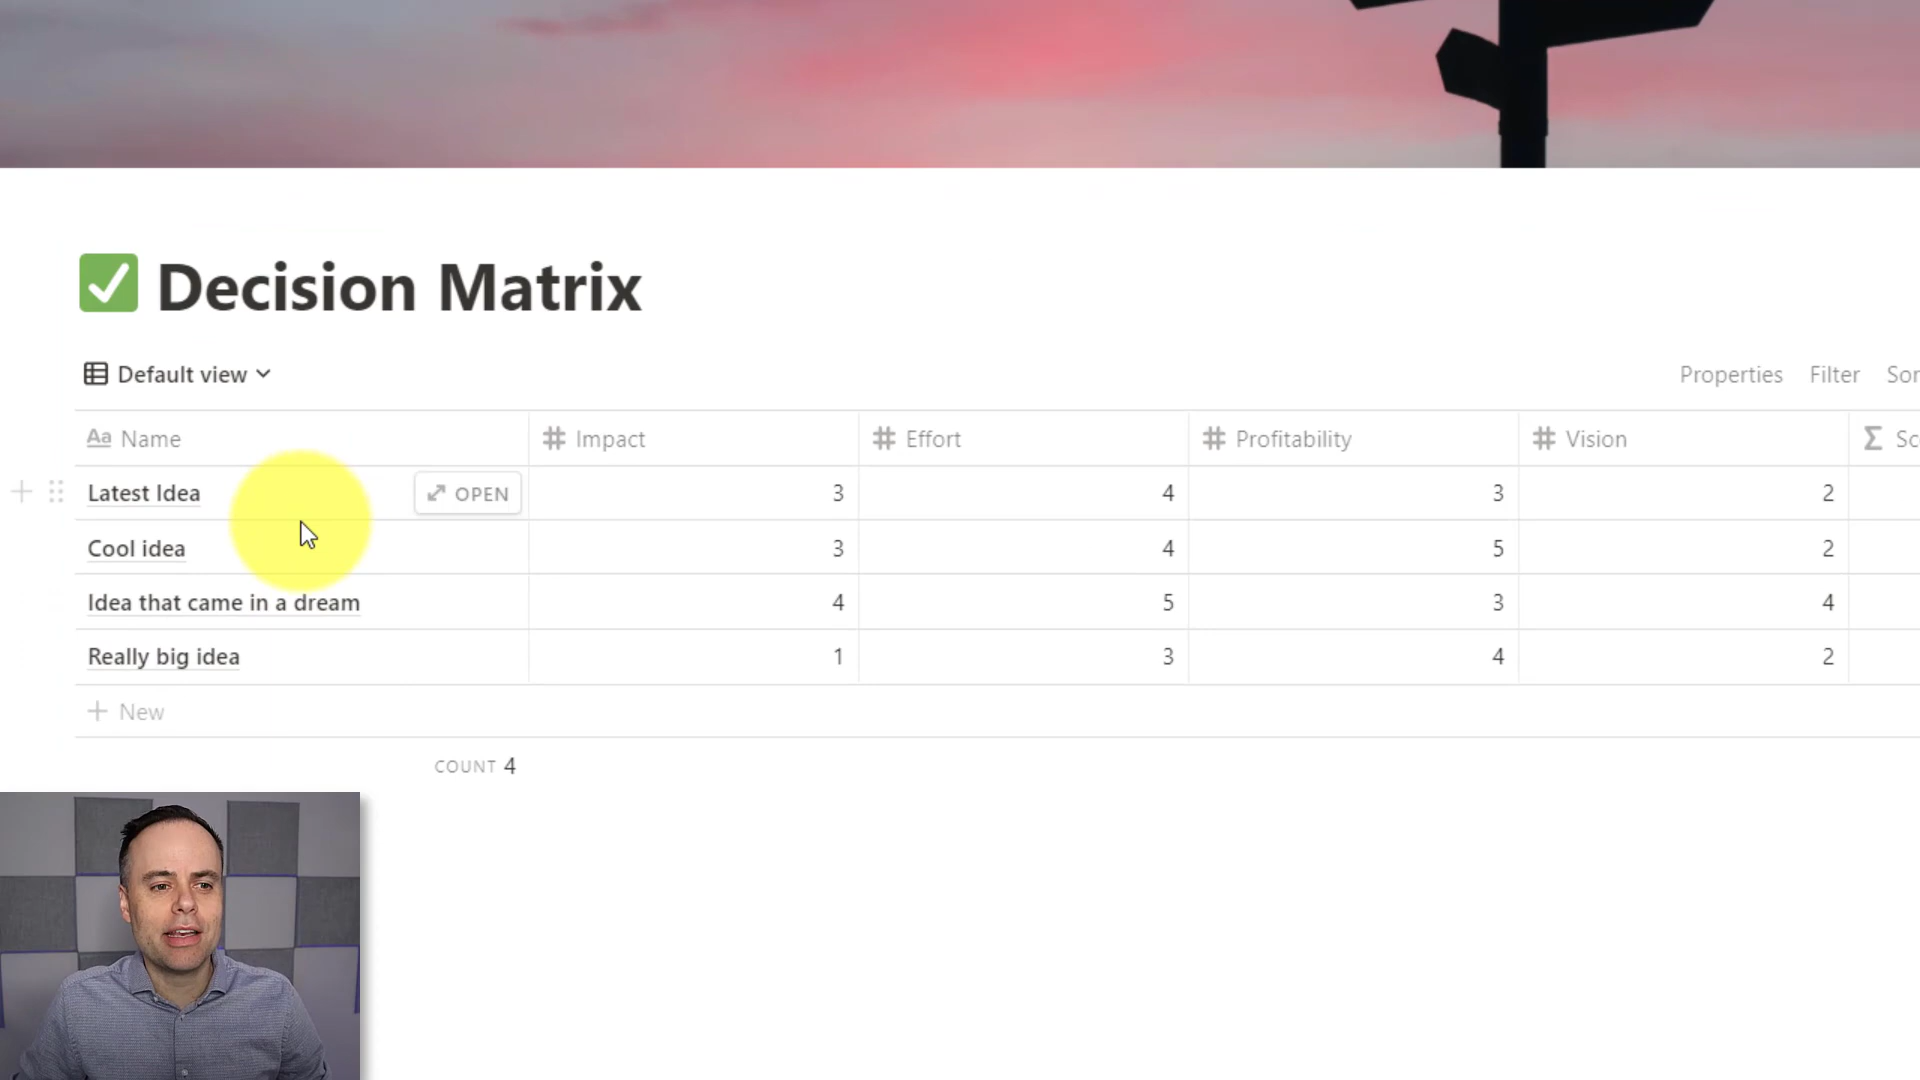 Decision Matrix
Default view
Properties Filter Sor
Aa Name Impact Effort Profitability Vision Σ Sc
Latest Idea OPEN 3 4 3 2
Cool idea 3 4 5 2
Idea that came in a dream 4 5 3 4
Really big idea 1 3 4 2
+ New
COUNT 4